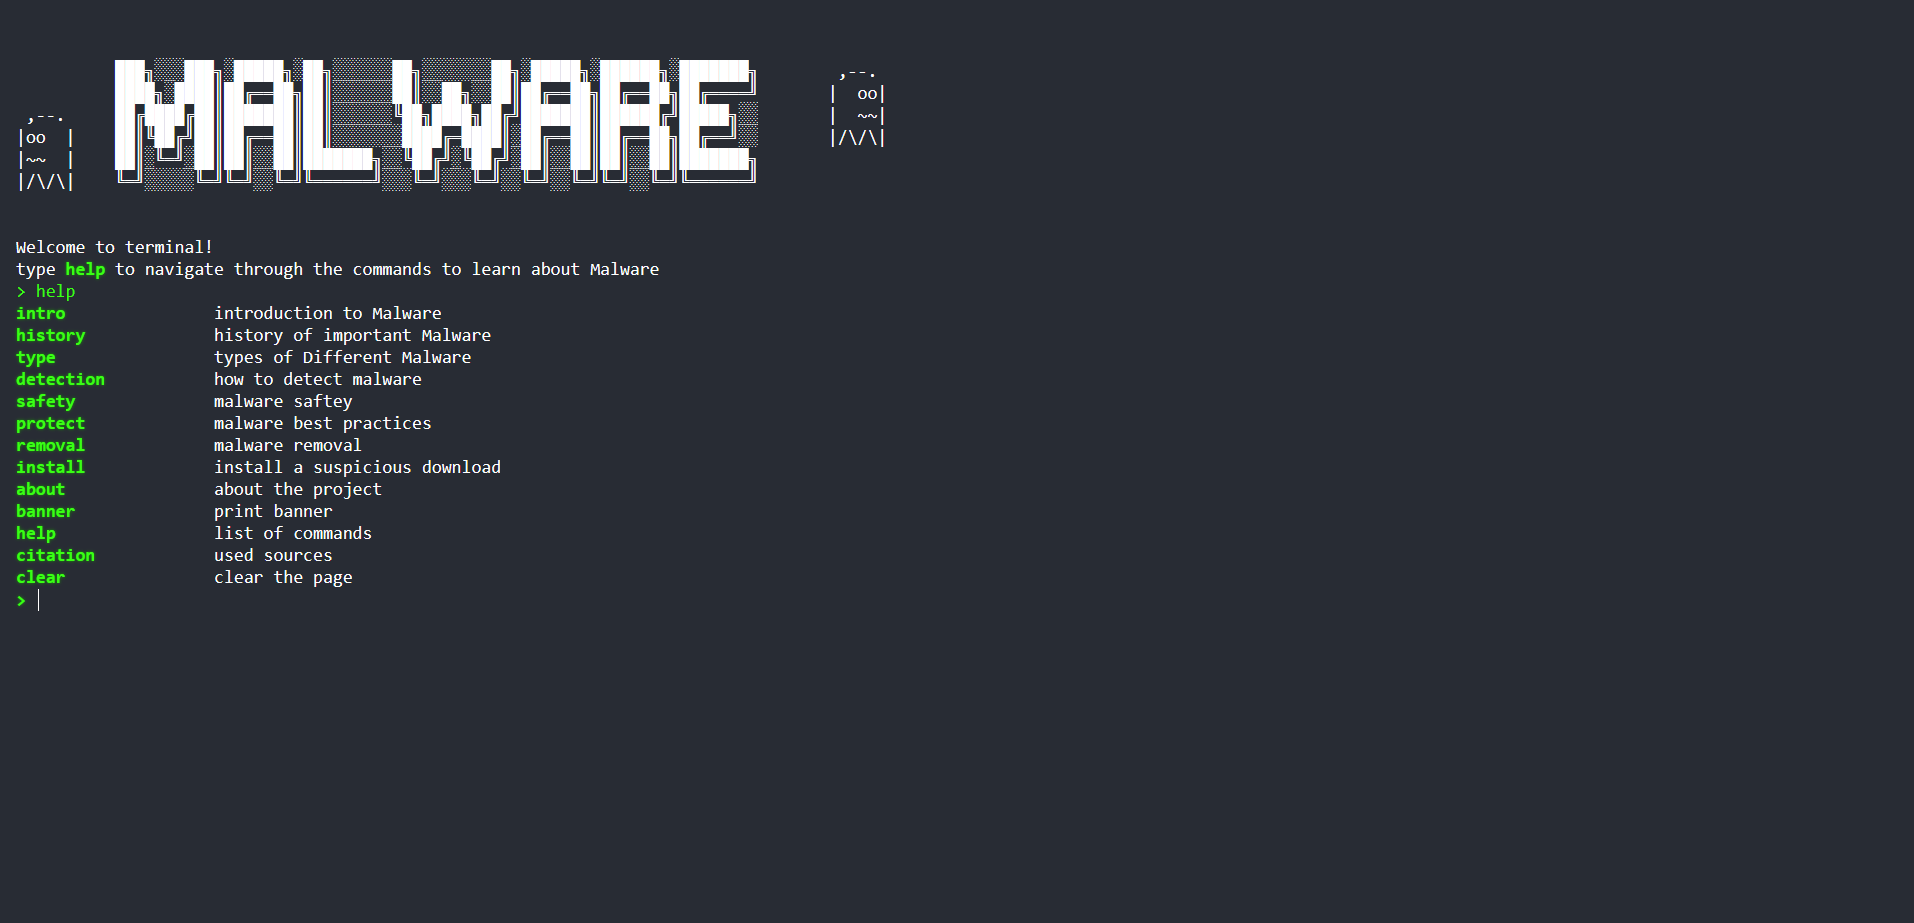 MALWARE
Welcome to terminal!
type help to navigate through the commands to learn about Malware
> help
intro introduction to Malware
history history of important Malware
type types of Different Malware
detection how to detect malware
safety malware saftey
protect malware best practices
removal malware removal
install install a suspicious download
about about the project
banner print banner
help list of commands
citation used sources
clear clear the page
>